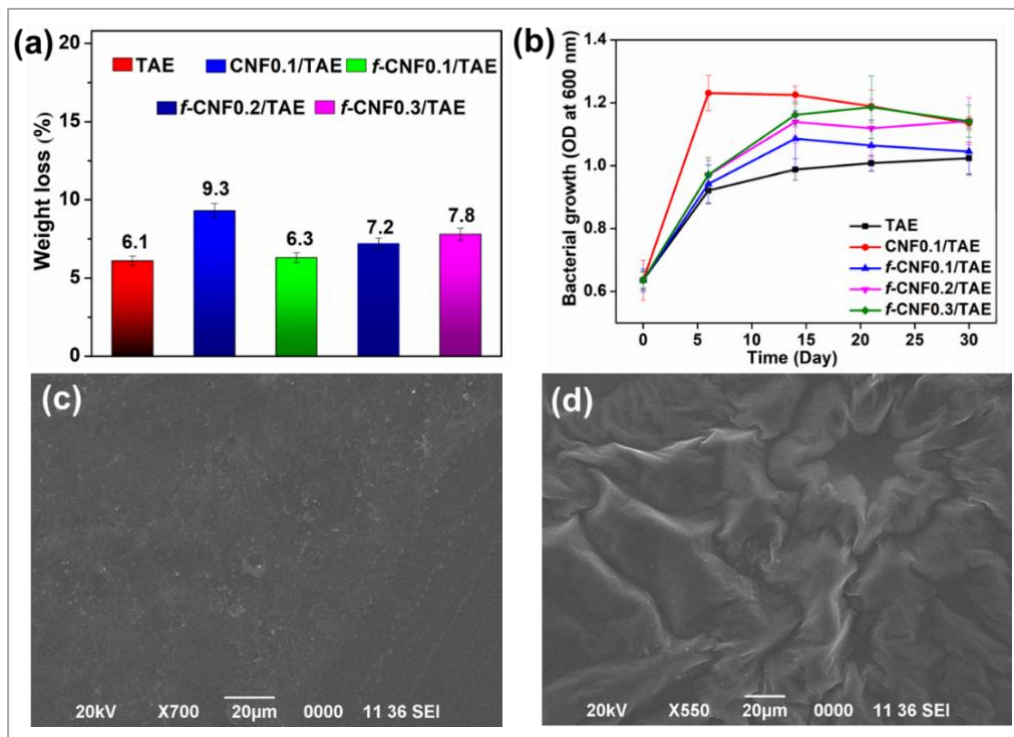 (a)
20
15
10
5
0
Weight loss (%)
TAE CNF0.1/TAE f-CNF0.1/TAE
f-CNF0.2/TAE f-CNF0.3/TAE
6.1
9.3
6.3
7.2
7.8
(b)
1.4
1.2
1.0
0.8
0.6
Bacterial growth (OD at 600 nm)
TAE
CNF0.1/TAE
f-CNF0.1/TAE
f-CNF0.2/TAE
f-CNF0.3/TAE
0 5 10 15 20 25 30
Time (Day)
(c)
20kV X700 20µm 0000 11 36 SEI
(d)
20kV X550 20µm 0000 11 36 SEI